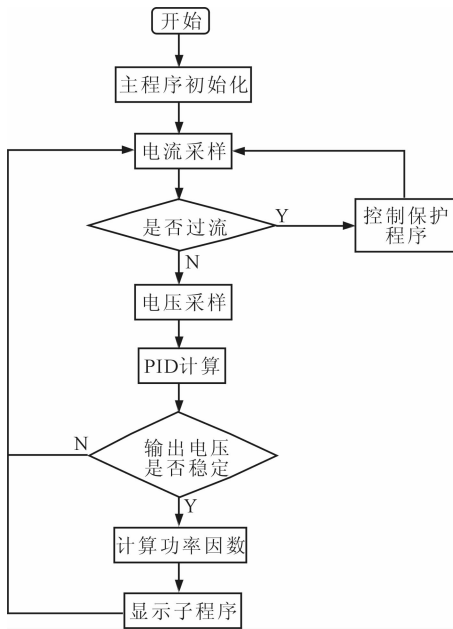 开始
主程序初始化
电流采样
是否过流
Y
控制保护
程序
N
电压采样
PID计算
N
输出电压
是否稳定
Y
计算功率因数
显示子程序